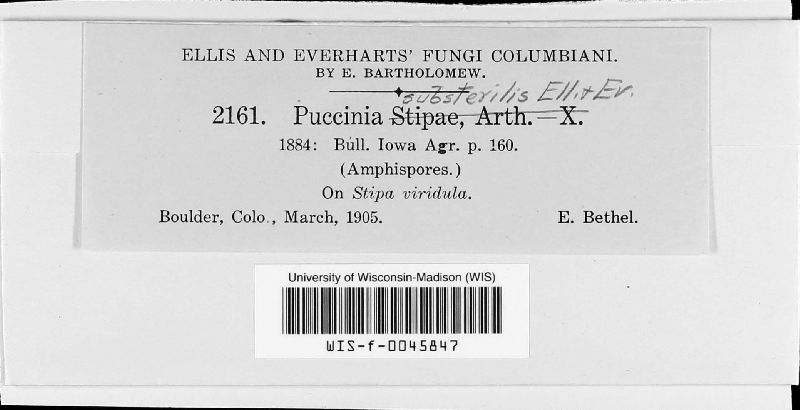 ELLIS AND EVERHARTS' FUNGI COLUMBIANI.
BY E. BARTHOLOMEW.
substerilis Ell. + Ev.
2161. Puccinia Stipae, Arth.—X.
1884: Bull. Iowa Agr. p. 160.
(Amphispores.)
On Stipa viridula.
Boulder, Colo., March, 1905. E. Bethel.
University of Wisconsin-Madison (WIS)
WIS-f-0045847